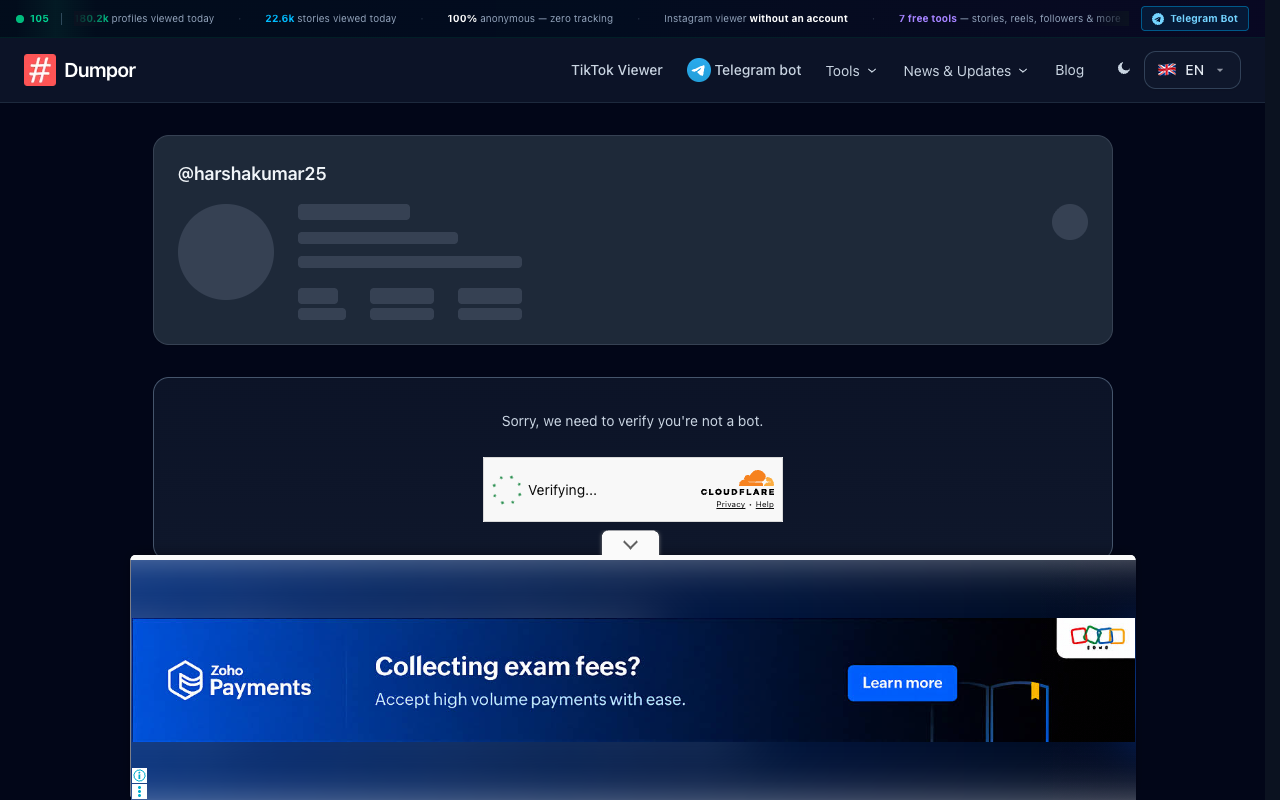 105
80.2k profiles viewed today
22.6k stories viewed today
100% anonymous — zero tracking
Instagram viewer without an account
7 free tools — stories, reels, followers & more
Telegram Bot
# Dumpor
TikTok Viewer
Telegram bot
Tools
News & Updates
Blog
EN
@harshakumar25
Sorry, we need to verify you're not a bot.
Verifying...
CLOUDFLARE
Privacy • Help
Zoho
Payments
Collecting exam fees?
Accept high volume payments with ease.
Learn more
ZOHO